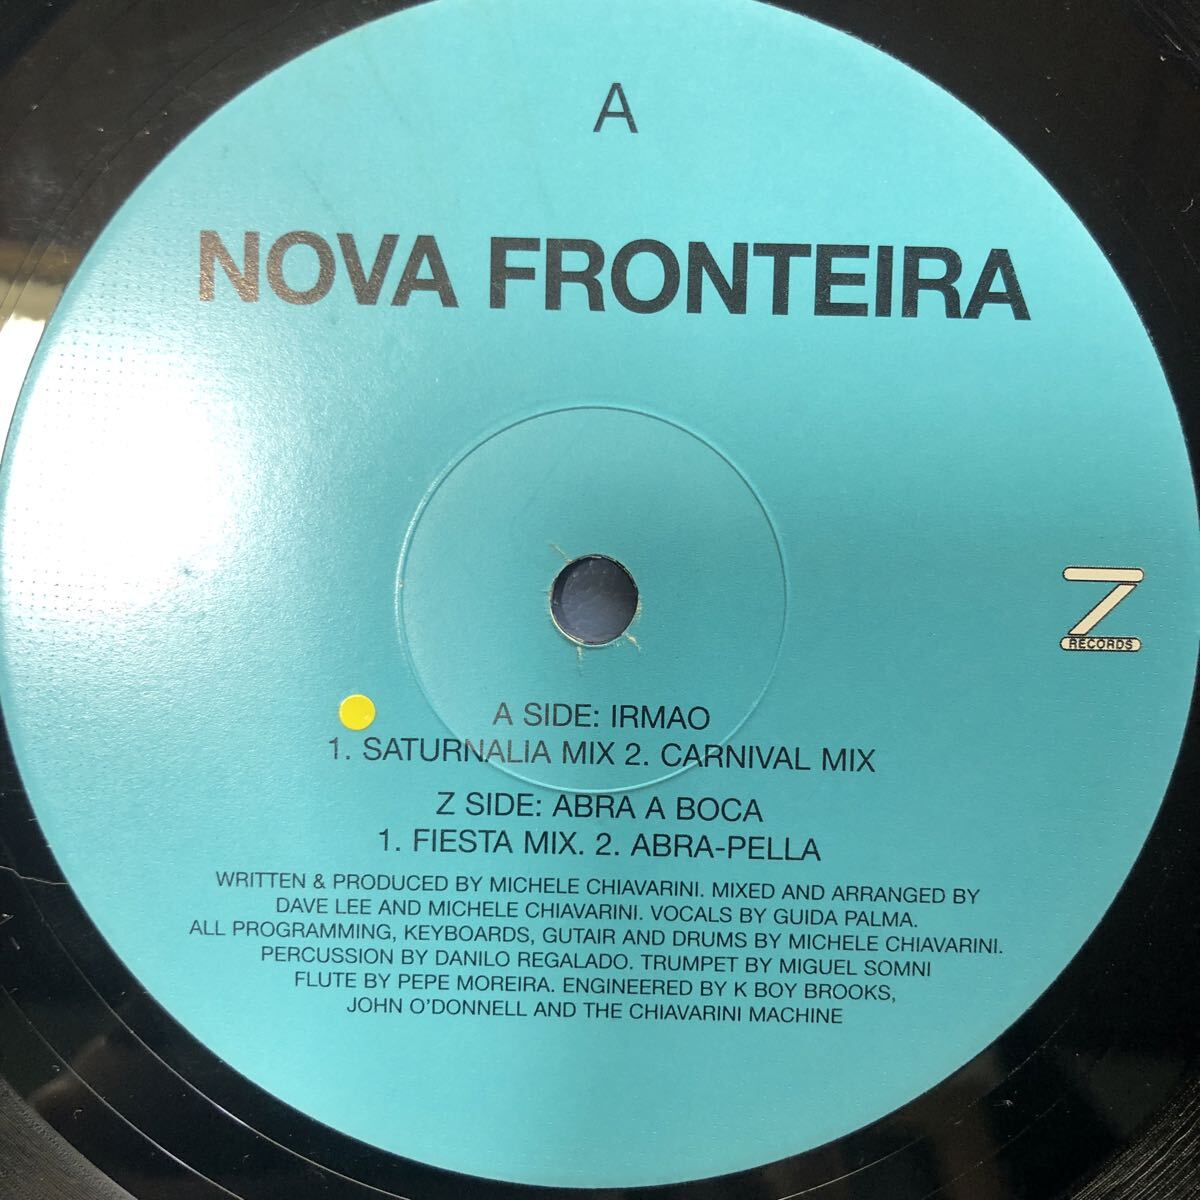 A
NOVA FRONTEIRA
Z
RECORDS
A SIDE: IRMAO
1. SATURNALIA MIX 2. CARNIVAL MIX
Z SIDE: ABRA A BOCA
1. FIESTA MIX. 2. ABRA-PELLA
WRITTEN & PRODUCED BY MICHELE CHIAVARINI. MIXED AND ARRANGED BY
DAVE LEE AND MICHELE CHIAVARINI. VOCALS BY GUIDA PALMA.
ALL PROGRAMMING, KEYBOARDS, GUTAIR AND DRUMS BY MICHELE CHIAVARINI.
PERCUSSION BY DANILO REGALADO. TRUMPET BY MIGUEL SOMNI
FLUTE BY PEPE MOREIRA. ENGINEERED BY K BOY BROOKS,
JOHN O'DONNELL AND THE CHIAVARINI MACHINE